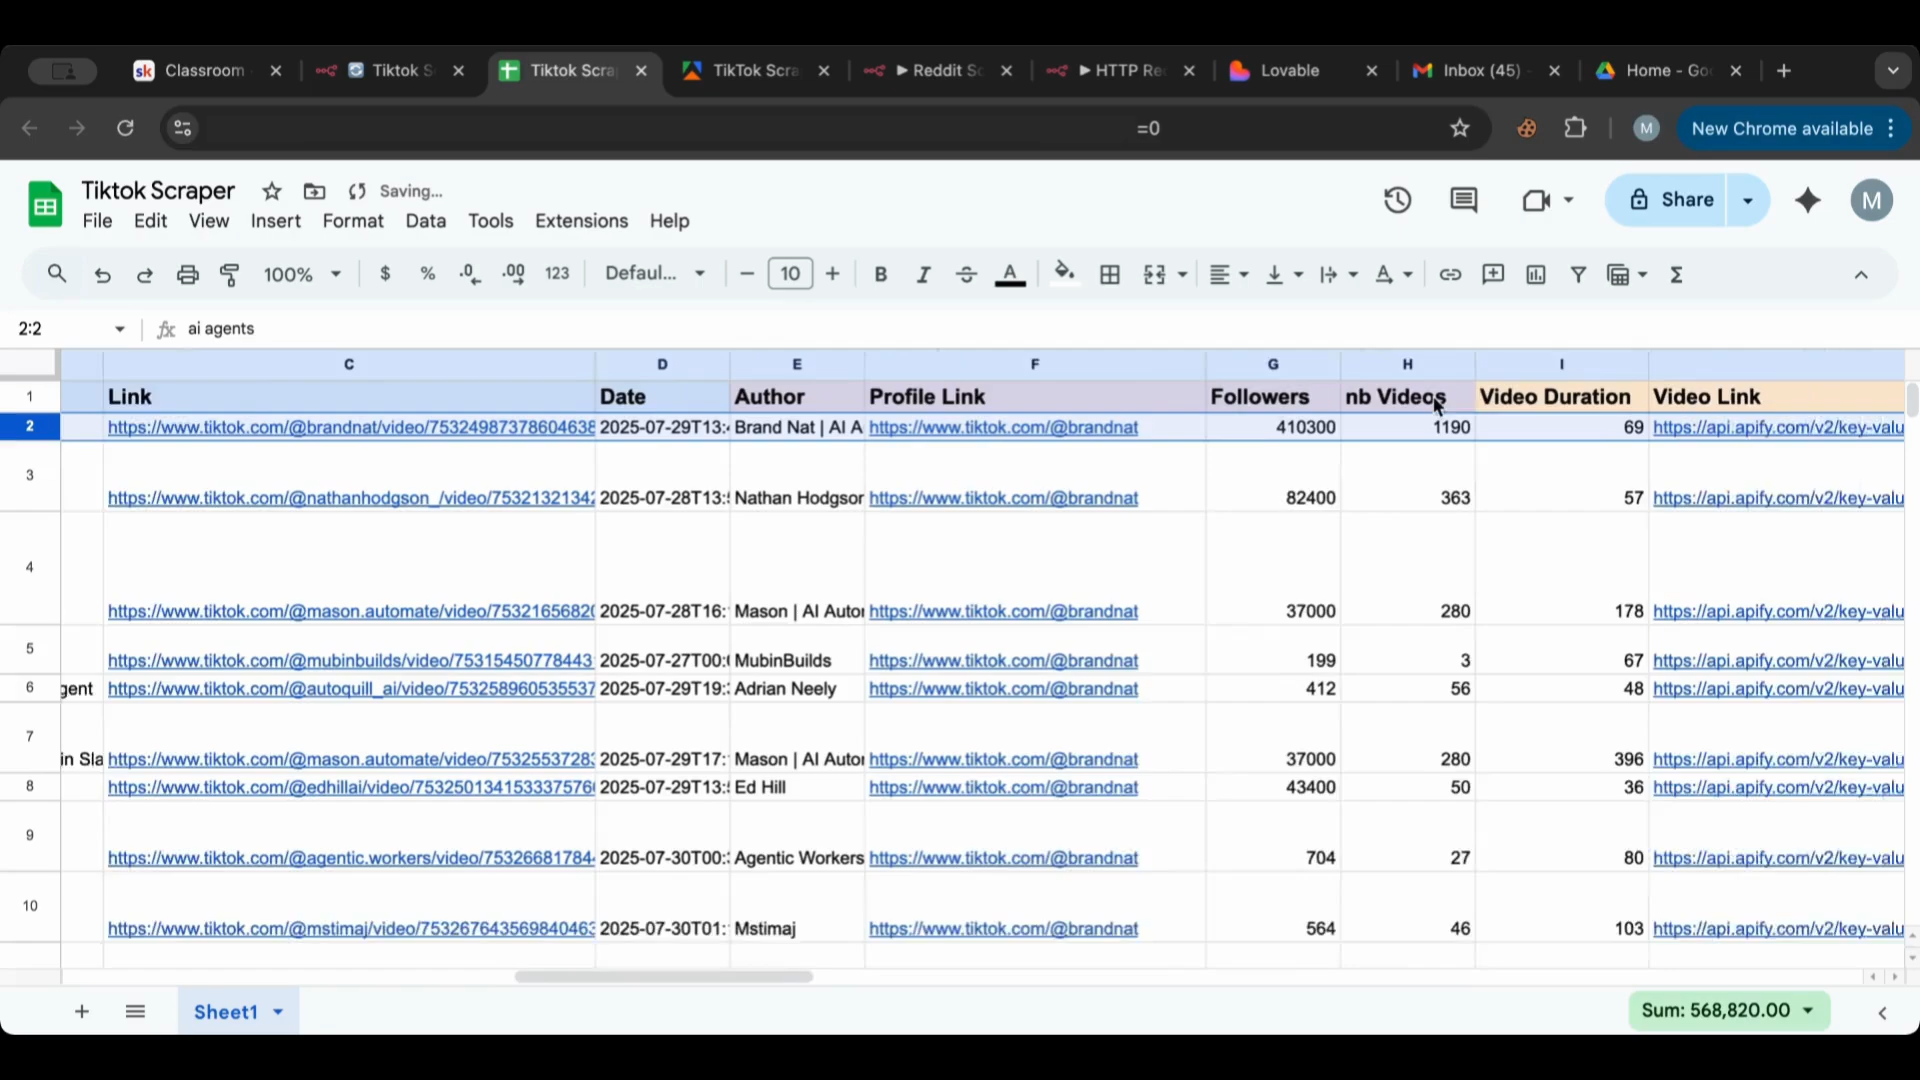 sk Classroom
Tiktok S
Tiktok Scra
TikTok Scra
Reddit Sc
HTTP Re
Lovable
Inbox (45)
Home - Goo
=0
M
New Chrome available
Tiktok Scraper
Saving...
Share
M
File Edit View Insert Format Data Tools Extensions Help
100% $ % .0 .00 123 Defaul... 10 B I A
2:2 fx ai agents
C D E F G H I
1 Link Date Author Profile Link Followers nb Videos Video Duration Video Link
2 https://www.tiktok.com/@brandnat/video/75324987378604638 2025-07-29T13: Brand Nat | AI A https://www.tiktok.com/@brandnat 410300 1190 69 https://api.apify.com/v2/key-valu
3 https://www.tiktok.com/@nathanhodgson_/video/75321321342 2025-07-28T13: Nathan Hodgsor https://www.tiktok.com/@brandnat 82400 363 57 https://api.apify.com/v2/key-valu
4 https://www.tiktok.com/@mason.automate/video/75321656820 2025-07-28T16: Mason | AI Autor https://www.tiktok.com/@brandnat 37000 280 178 https://api.apify.com/v2/key-valu
5 https://www.tiktok.com/@mubinbuilds/video/75315450778443 2025-07-27T00: MubinBuilds https://www.tiktok.com/@brandnat 199 3 67 https://api.apify.com/v2/key-valu
6 gent https://www.tiktok.com/@autoquill_ai/video/753258960535537 2025-07-29T19: Adrian Neely https://www.tiktok.com/@brandnat 412 56 48 https://api.apify.com/v2/key-valu
7 in Sla https://www.tiktok.com/@mason.automate/video/75325537283 2025-07-29T17: Mason | AI Autor https://www.tiktok.com/@brandnat 37000 280 396 https://api.apify.com/v2/key-valu
8 https://www.tiktok.com/@edhillai/video/7532501341533375760 2025-07-29T13: Ed Hill https://www.tiktok.com/@brandnat 43400 50 36 https://api.apify.com/v2/key-valu
9 https://www.tiktok.com/@agentic.workers/video/75326681784 2025-07-30T00: Agentic Workers https://www.tiktok.com/@brandnat 704 27 80 https://api.apify.com/v2/key-valu
10 https://www.tiktok.com/@mstimaj/video/753267643569840463 2025-07-30T01: Mstimaj https://www.tiktok.com/@brandnat 564 46 103 https://api.apify.com/v2/key-valu
Sheet1
Sum: 568,820.00